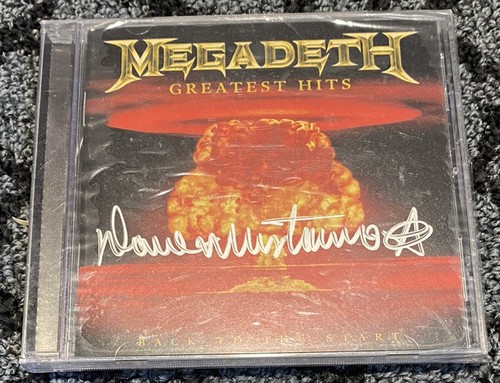 MEGADETH
GREATEST HITS
Dave Mustaine
BACK TO THE START